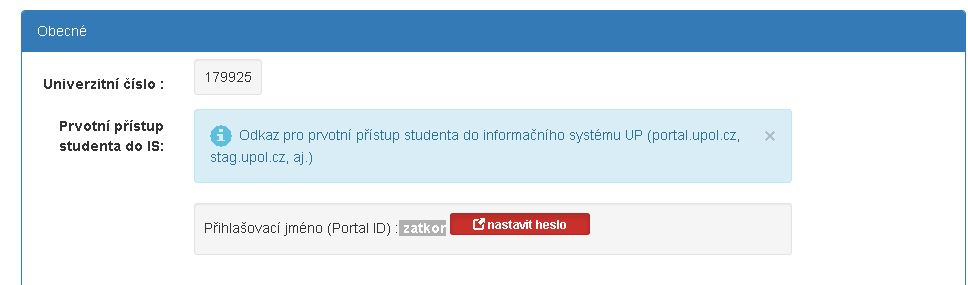 Obecné
Univerzitní číslo : 179925
Prvotní přístup studenta do IS:
Odkaz pro prvotní přístup studenta do informačního systému UP (portal.upol.cz,
stag.upol.cz, aj.)
×
Přihlašovací jméno (Portal ID) : zatkor nastavit heslo